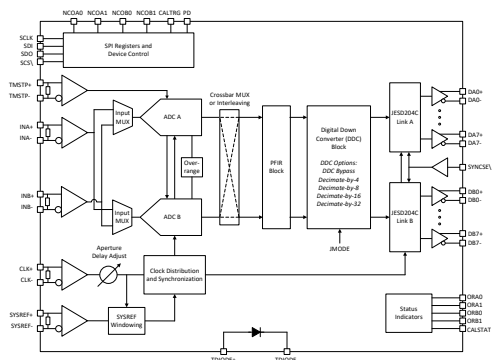 NCOA0 NCOA1 NCOB0 NCOB1 CALTRG PD
SCLK
SDI
SDO
SCS\
SPI Registers and
Device Control
TMSTP+
TMSTP-
INA+
INA-
Input
MUX
ADC A
Crossbar MUX
or Interleaving
Over-
range
INB+
INB-
Input
MUX
ADC B
PFIR
Block
Digital Down
Converter (DDC)
Block
DDC Options:
DDC Bypass
Decimate-by-4
Decimate-by-8
Decimate-by-16
Decimate-by-32
JMODE
JESD204C
Link A
DA0+
DA0-
DA7+
DA7-
SYNCSE\
JESD204C
Link B
DB0+
DB0-
DB7+
DB7-
CLK+
CLK-
Aperture
Delay Adjust
Clock Distribution
and Synchronization
SYSREF+
SYSREF-
SYSREF
Windowing
Status
Indicators
ORA0
ORA1
ORB0
ORB1
CALSTAT